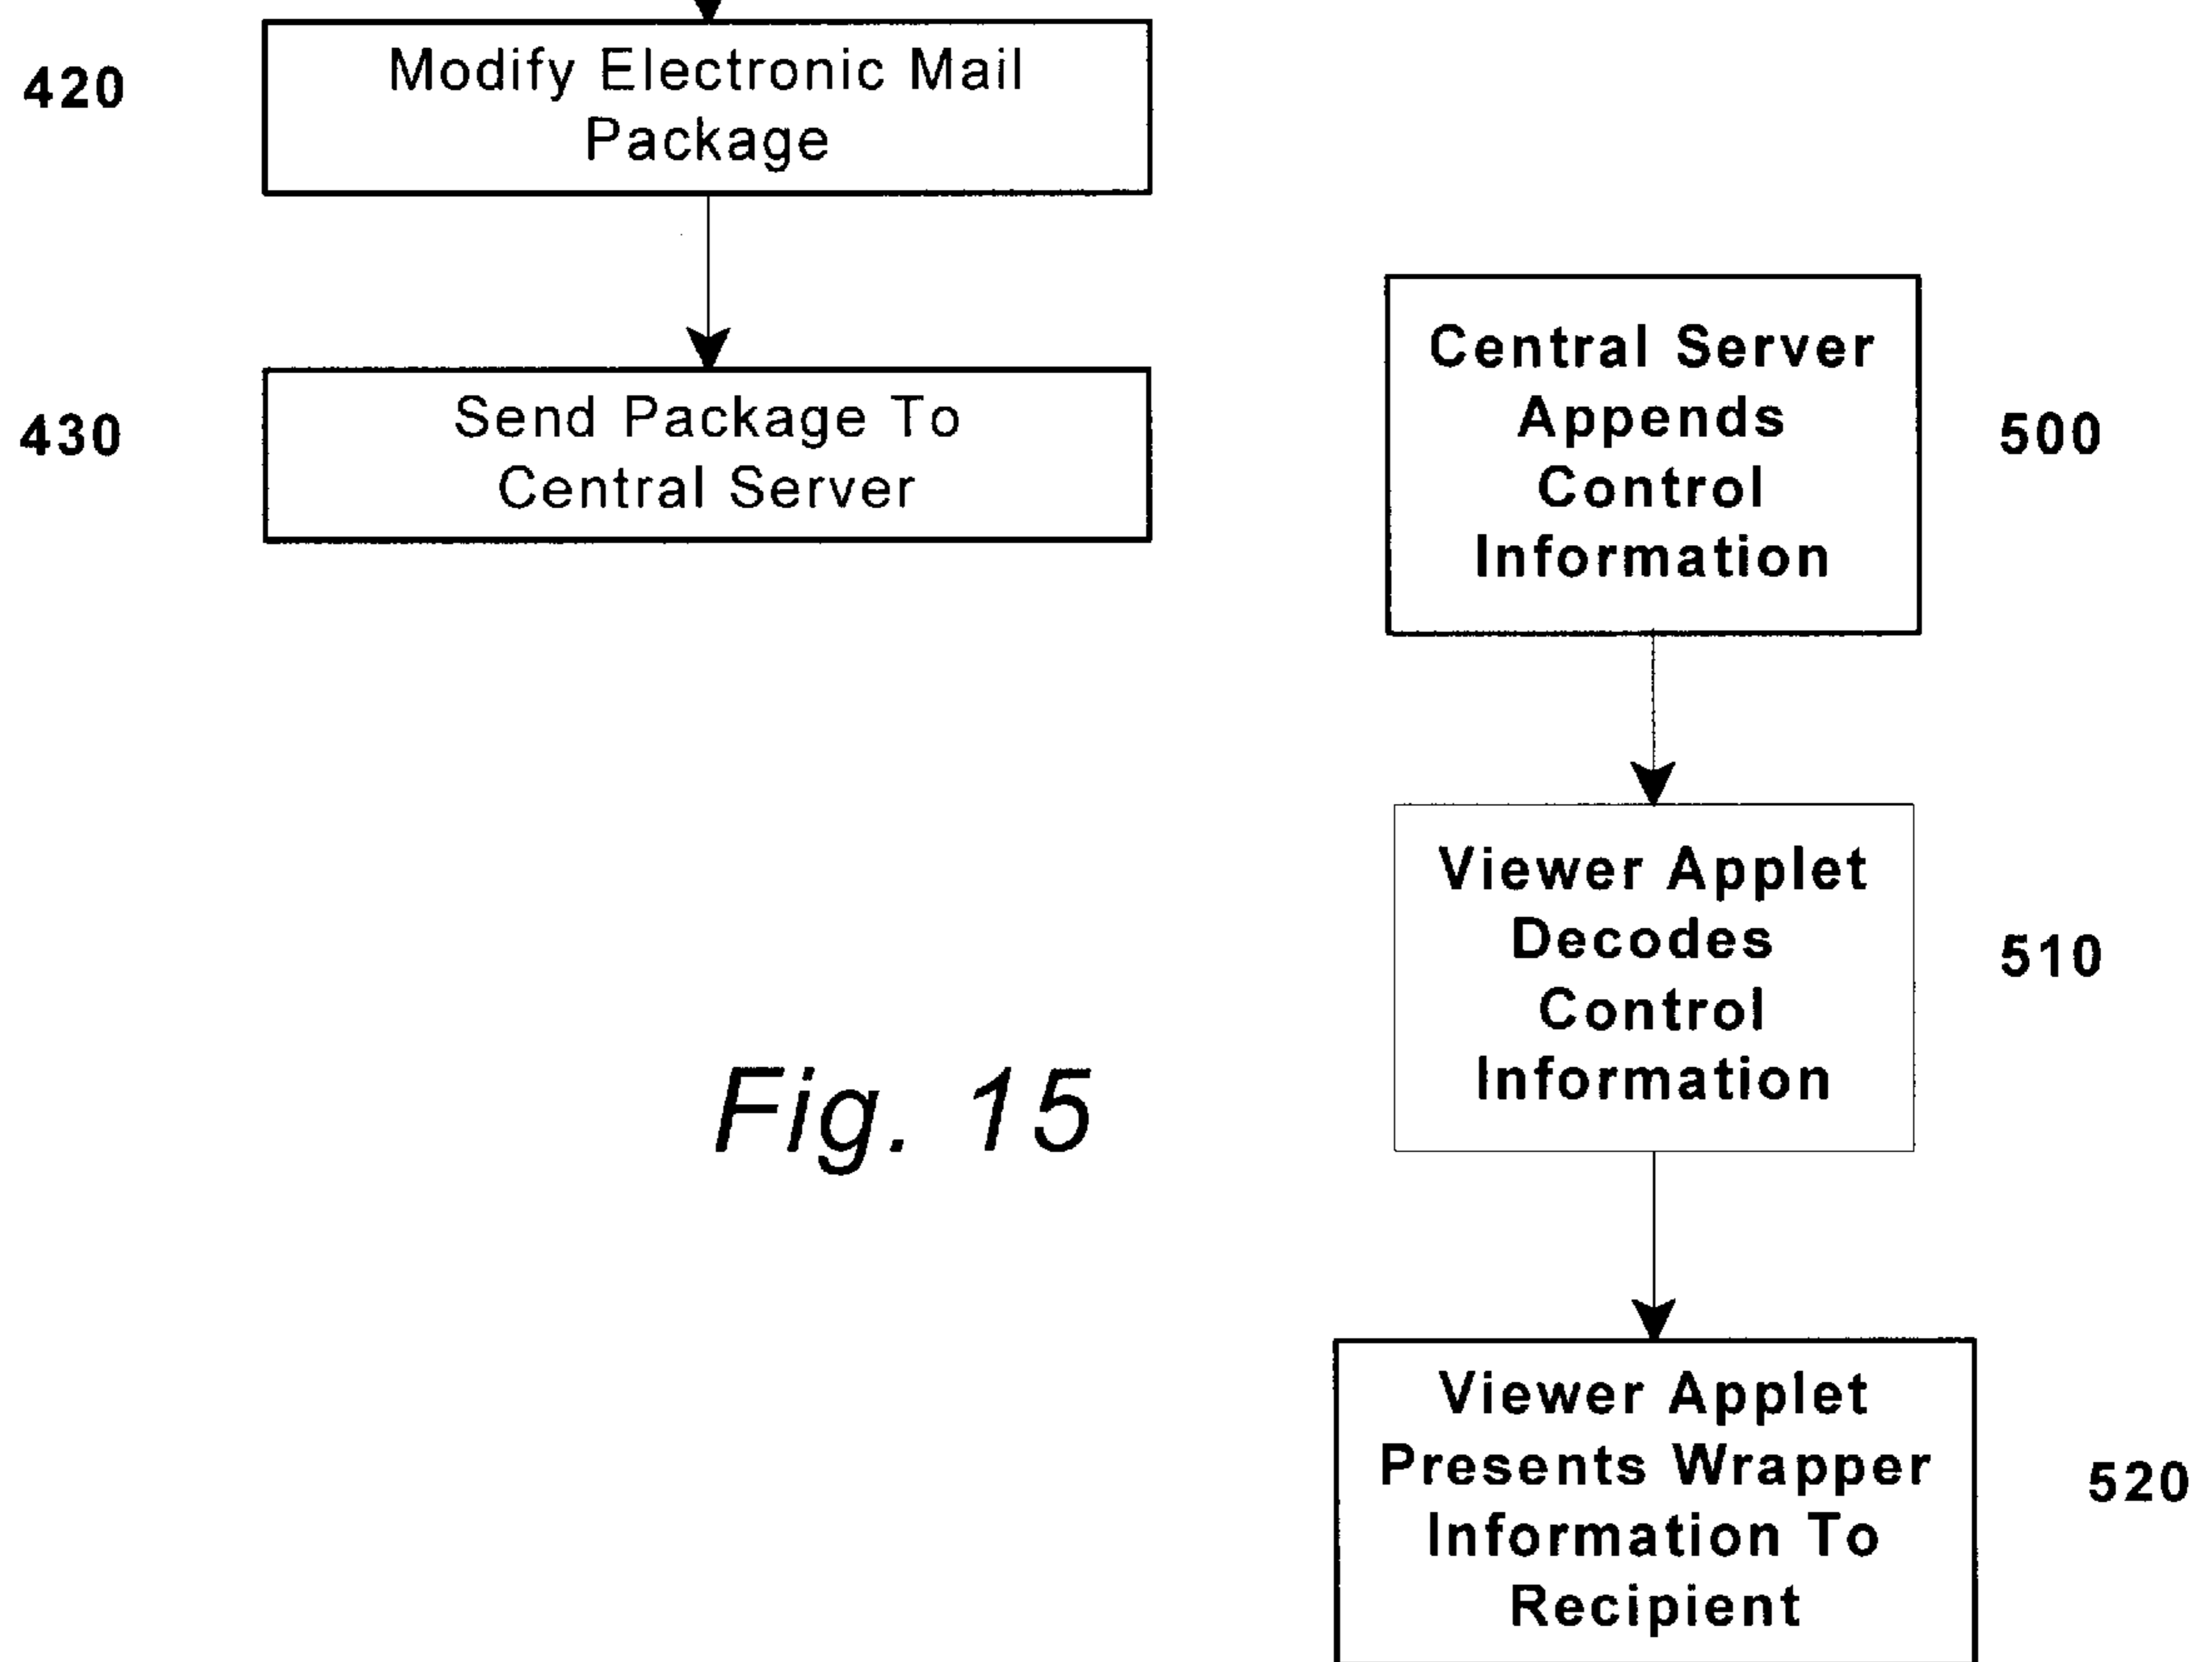 420
Modify Electronic Mail
Package
430
Send Package To
Central Server
Central Server
Appends
Control
Information
500
Viewer Applet
Decodes
Control
Information
510
Fig. 15
Viewer Applet
Presents Wrapper
Information To
Recipient
520